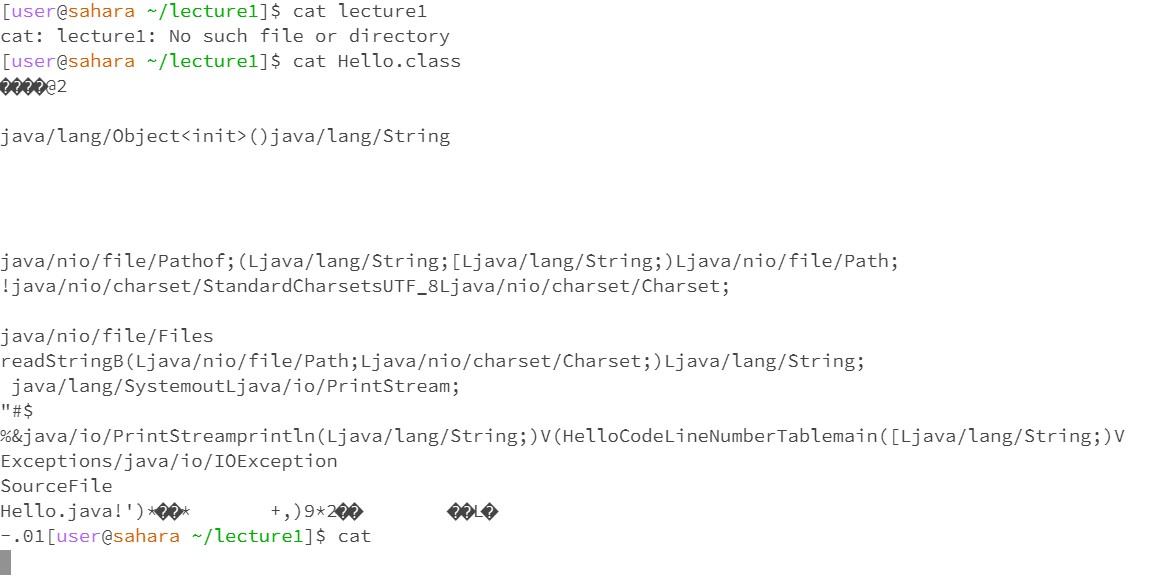 [user@sahara ~/lecture1]$ cat lecture1
cat: lecture1: No such file or directory
[user@sahara ~/lecture1]$ cat Hello.class
����@2
java/lang/Object<init>()java/lang/String
java/nio/file/Pathof;(Ljava/lang/String;[Ljava/lang/String;)Ljava/nio/file/Path;
!java/nio/charset/StandardCharsetsUTF_8Ljava/nio/charset/Charset;
java/nio/file/Files
readStringB(Ljava/nio/file/Path;Ljava/nio/charset/Charset;)Ljava/lang/String;
java/lang/SystemoutLjava/io/PrintStream;
"#$
%&java/io/PrintStreamprintln(Ljava/lang/String;)V(HelloCodeLineNumberTablemain([Ljava/lang/String;)V
Exceptions/java/io/IOException
SourceFile
Hello.java!')*��* +,)9*2�� ��L�
-.01[user@sahara ~/lecture1]$ cat